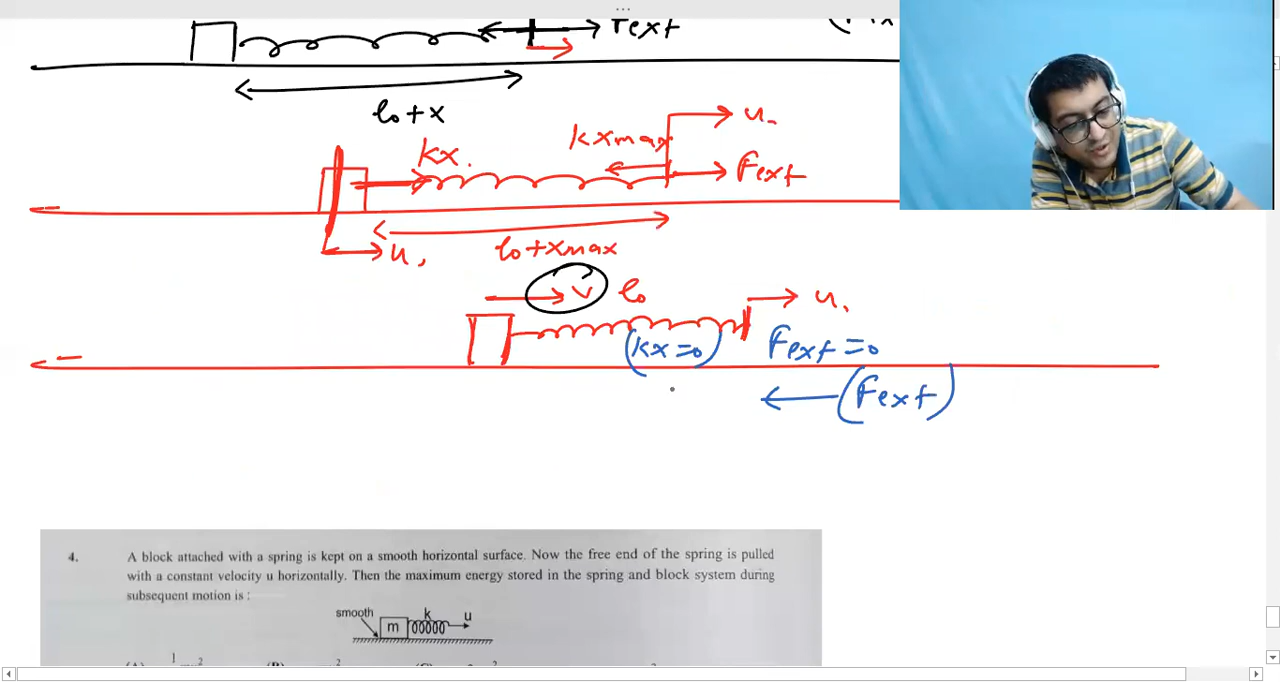 Fext
l₀+x
kxmax
u
kx
Fext
u
l₀+xmax
v
l₀
u
(kx=0)
Fext=0
(Fext)
4. A block attached with a spring is kept on a smooth horizontal surface. Now the free end of the spring is pulled
with a constant velocity u horizontally. Then the maximum energy stored in the spring and block system during
subsequent motion is :
smooth
k
u
m